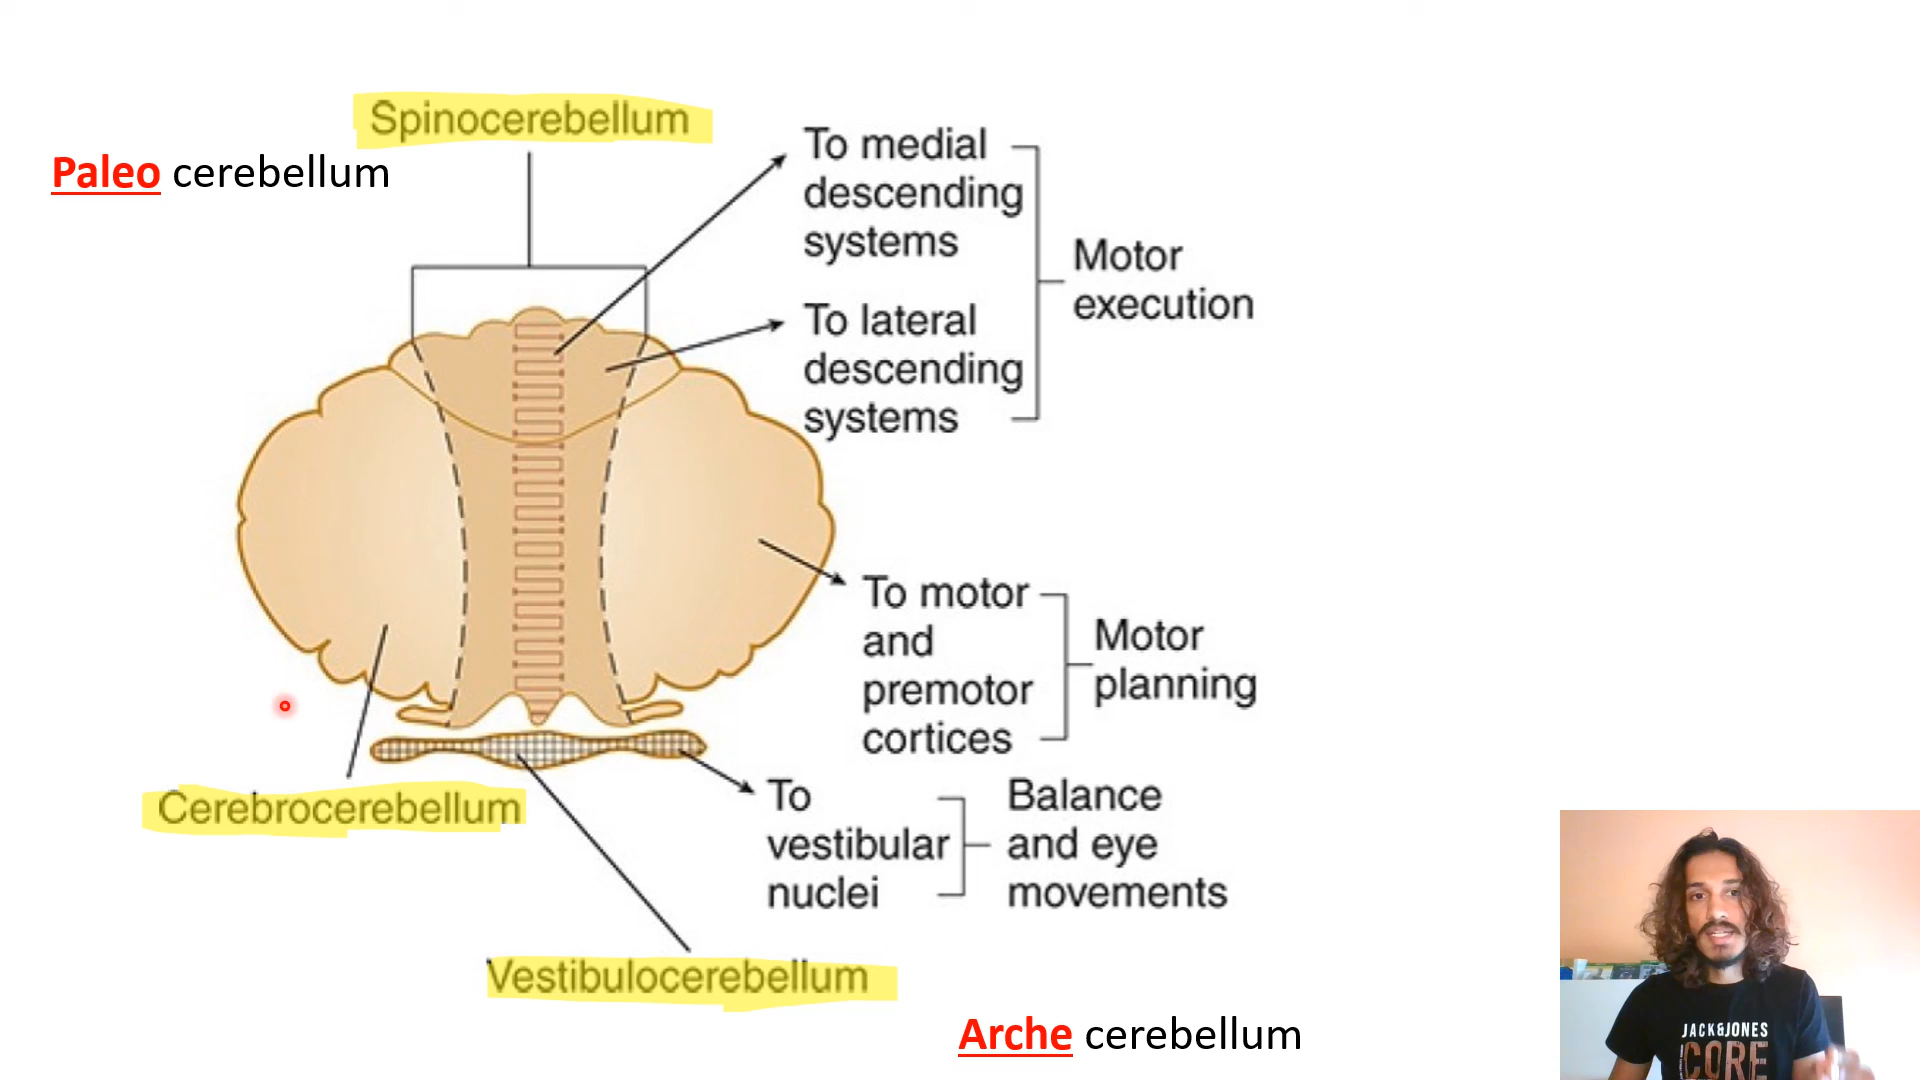 Spinocerebellum
Paleo cerebellum
To medial
descending
systems
Motor
execution
To lateral
descending
systems
To motor
and
premotor
cortices
Motor
planning
Cerebrocerebellum
To
vestibular
nuclei
Balance
and eye
movements
Vestibulocerebellum
Arche cerebellum
JACK&JONES
CORE